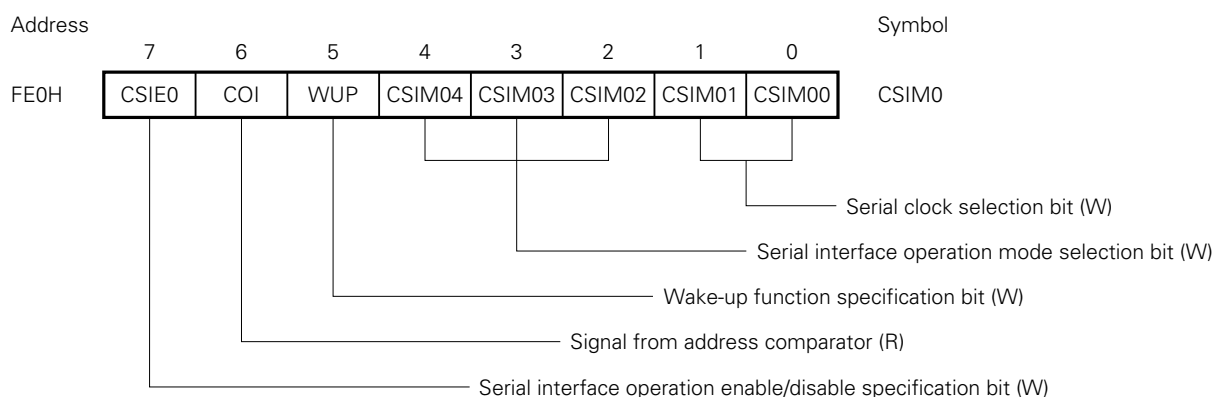 Address Symbol
7 6 5 4 3 2 1 0
FE0H CSIE0 COI WUP CSIM04 CSIM03 CSIM02 CSIM01 CSIM00 CSIM0
Serial clock selection bit (W)
Serial interface operation mode selection bit (W)
Wake-up function specification bit (W)
Signal from address comparator (R)
Serial interface operation enable/disable specification bit (W)